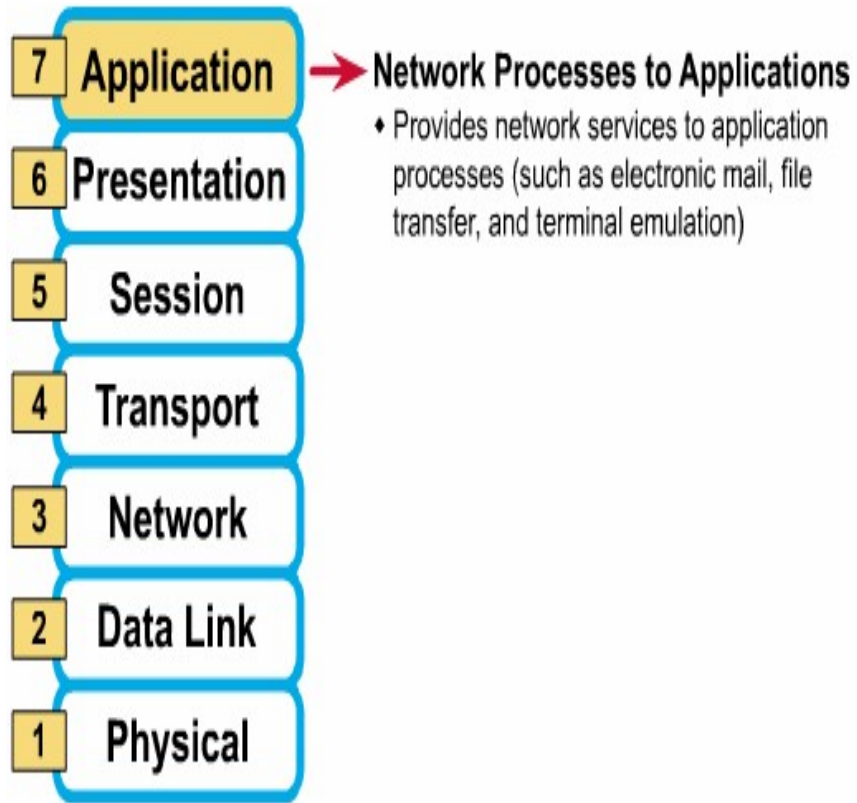 7 Application
Network Processes to Applications
♦ Provides network services to application
processes (such as electronic mail, file
transfer, and terminal emulation)
6 Presentation
5 Session
4 Transport
3 Network
2 Data Link
1 Physical